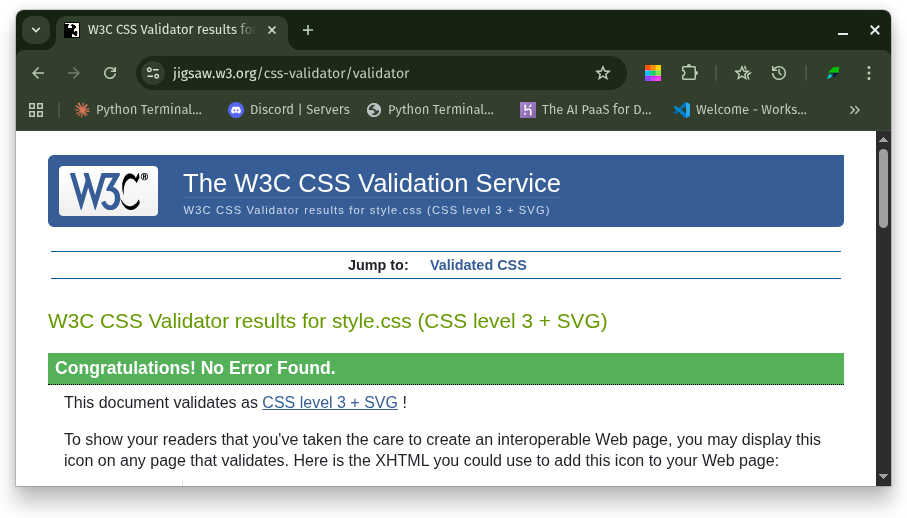 W3C CSS Validator results fo
jigsaw.w3.org/css-validator/validator
Python Terminal...
Discord | Servers
Python Terminal...
The AI PaaS for D...
Welcome - Works...
W3C®
The W3C CSS Validation Service
W3C CSS Validator results for style.css (CSS level 3 + SVG)
Jump to: Validated CSS
W3C CSS Validator results for style.css (CSS level 3 + SVG)
Congratulations! No Error Found.
This document validates as CSS level 3 + SVG !
To show your readers that you've taken the care to create an interoperable Web page, you may display this
icon on any page that validates. Here is the XHTML you could use to add this icon to your Web page: